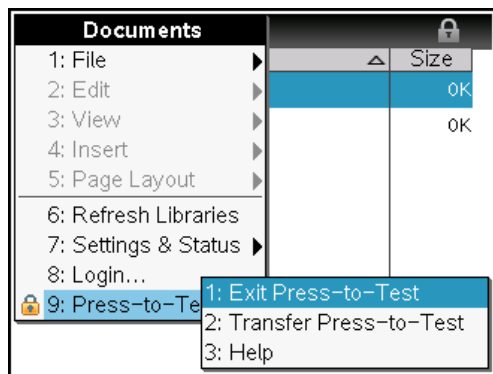 Documents
1: File
Size
2: Edit
0K
3: View
0K
4: Insert
5: Page Layout
6: Refresh Libraries
7: Settings & Status
8: Login...
9: Press-to-Te
1: Exit Press-to-Test
2: Transfer Press-to-Test
3: Help